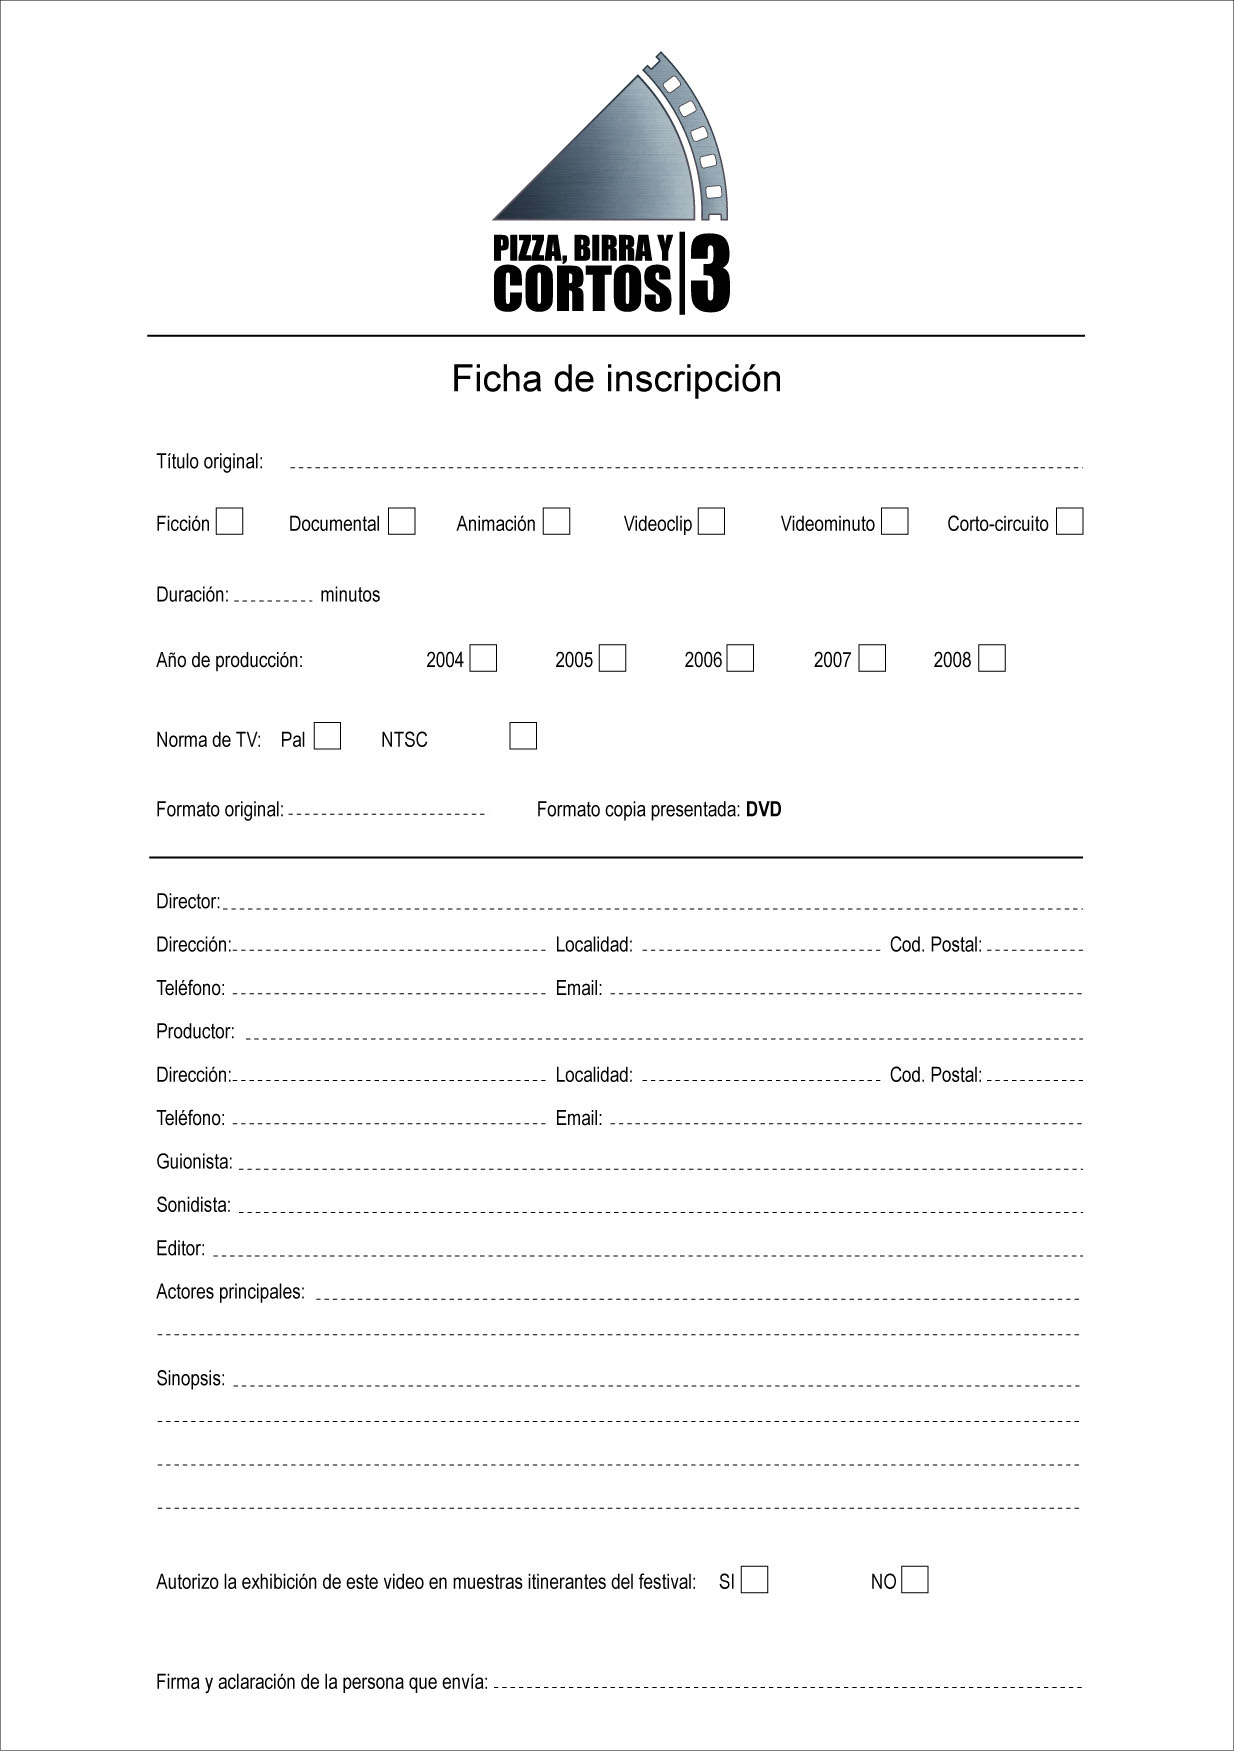 PIZZA, BIRRA Y
CORTOS 3
Ficha de inscripción
Título original:
Ficción Documental Animación Videoclip Videominuto Corto-circuito
Duración: minutos
Año de producción: 2004 2005 2006 2007 2008
Norma de TV: Pal NTSC
Formato original: Formato copia presentada: DVD
Director:
Dirección: Localidad: Cod. Postal:
Teléfono: Email:
Productor:
Dirección: Localidad: Cod. Postal:
Teléfono: Email:
Guionista:
Sonidista:
Editor:
Actores principales:
Sinopsis:
Autorizo la exhibición de este video en muestras itinerantes del festival: SI NO
Firma y aclaración de la persona que envía: